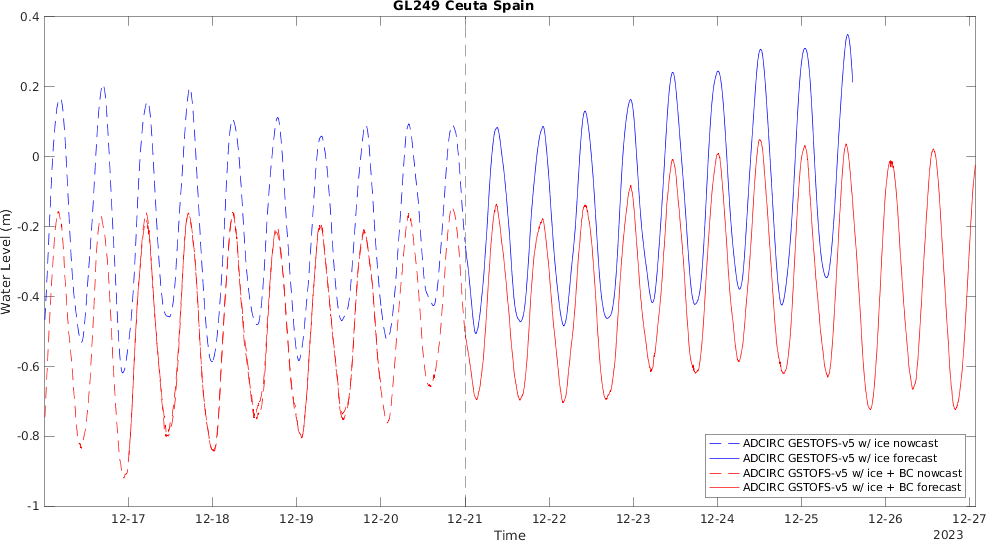 GL249 Ceuta Spain
0.4
0.2
0
-0.2
-0.4
-0.6
-0.8
-1
Water Level (m)
12-17
12-18
12-19
12-20
12-21
12-22
12-23
12-24
12-25
12-26
12-27
Time
2023
ADCIRC GESTOFS-v5 w/ ice nowcast
ADCIRC GESTOFS-v5 w/ ice forecast
ADCIRC GSTOFS-v5 w/ ice + BC nowcast
ADCIRC GSTOFS-v5 w/ ice + BC forecast